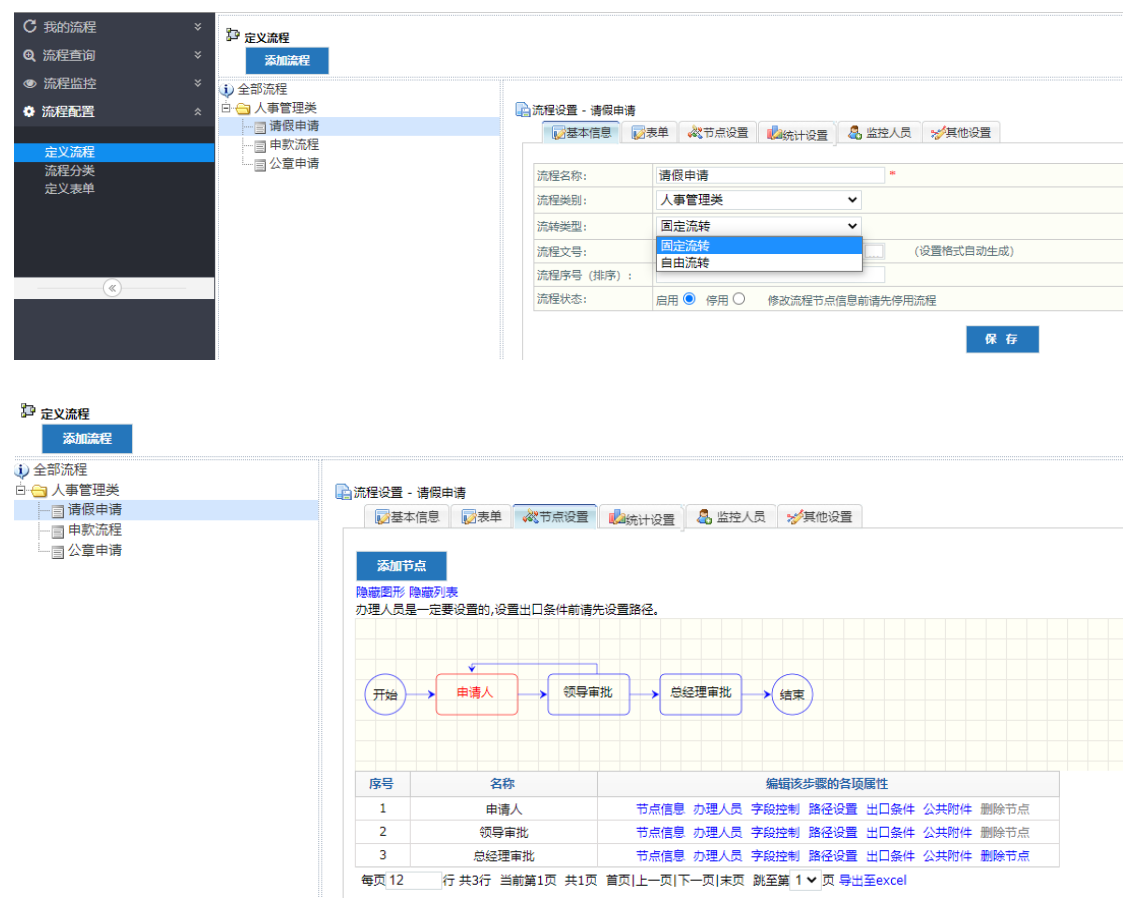 我的流程
流程查询
流程监控
流程配置
定义流程
流程分类
定义表单
定义流程
添加流程
全部流程
人事管理类
请假申请
申款流程
公章申请
流程设置 - 请假申请
基本信息 表单 节点设置 统计设置 监控人员 其他设置
流程名称: 请假申请 *
流程类别: 人事管理类
流转类型: 固定流转
固定流转
自由流转
流程文号: ... (设置格式自动生成)
流程序号 (排序) :
流程状态: 启用 停用 修改流程节点信息前请先停用流程
保 存
定义流程
添加流程
全部流程
人事管理类
请假申请
申款流程
公章申请
流程设置 - 请假申请
基本信息 表单 节点设置 统计设置 监控人员 其他设置
添加节点
隐藏图形 隐藏列表
办理人员是一定要设置的,设置出口条件前请先设置路径。
开始 申请人 领导审批 总经理审批 结束
序号 名称 编辑该步骤的各项属性
1 申请人 节点信息 办理人员 字段控制 路径设置 出口条件 公共附件 删除节点
2 领导审批 节点信息 办理人员 字段控制 路径设置 出口条件 公共附件 删除节点
3 总经理审批 节点信息 办理人员 字段控制 路径设置 出口条件 公共附件 删除节点
每页 12 行 共3行 当前第1页 共1页 首页|上一页|下一页|末页 跳至第 1 页 导出至excel